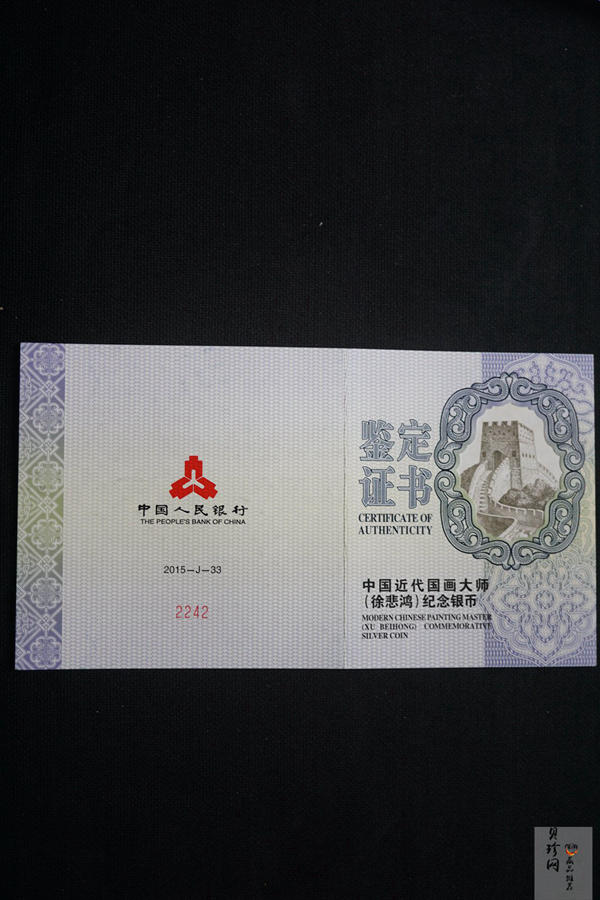 中国人民银行
THE PEOPLE'S BANK OF CHINA
2015-J-33
2242
鉴定
证书
CERTIFICATE OF
AUTHENTICITY
中国近代国画大师
(徐悲鸿)纪念银币
MODERN CHINESE PAINTING MASTER
(XU BEIHONG) COMMEMORATIVE
SILVER COIN
贝珍网